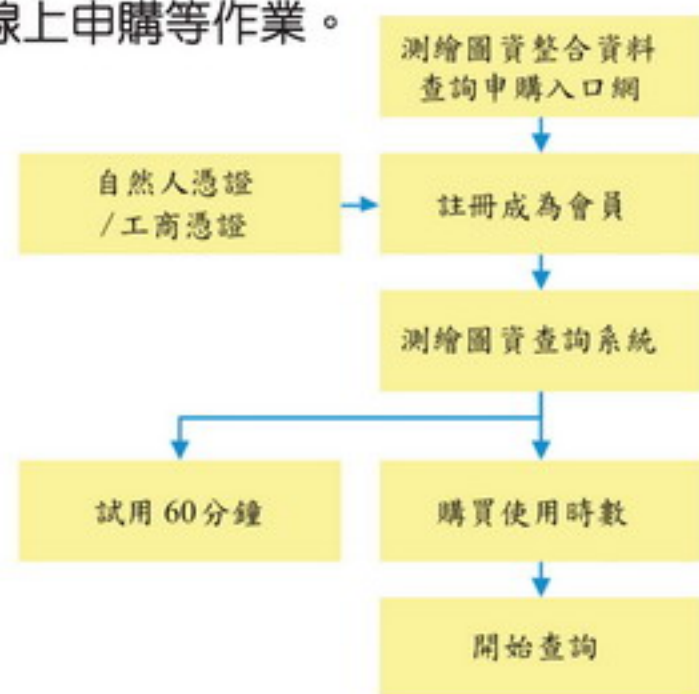 線上申購等作業。
測繪圖資整合資料
查詢申購入口網
自然人憑證
/工商憑證
註冊成為會員
測繪圖資查詢系統
試用 60 分鐘
購買使用時數
開始查詢